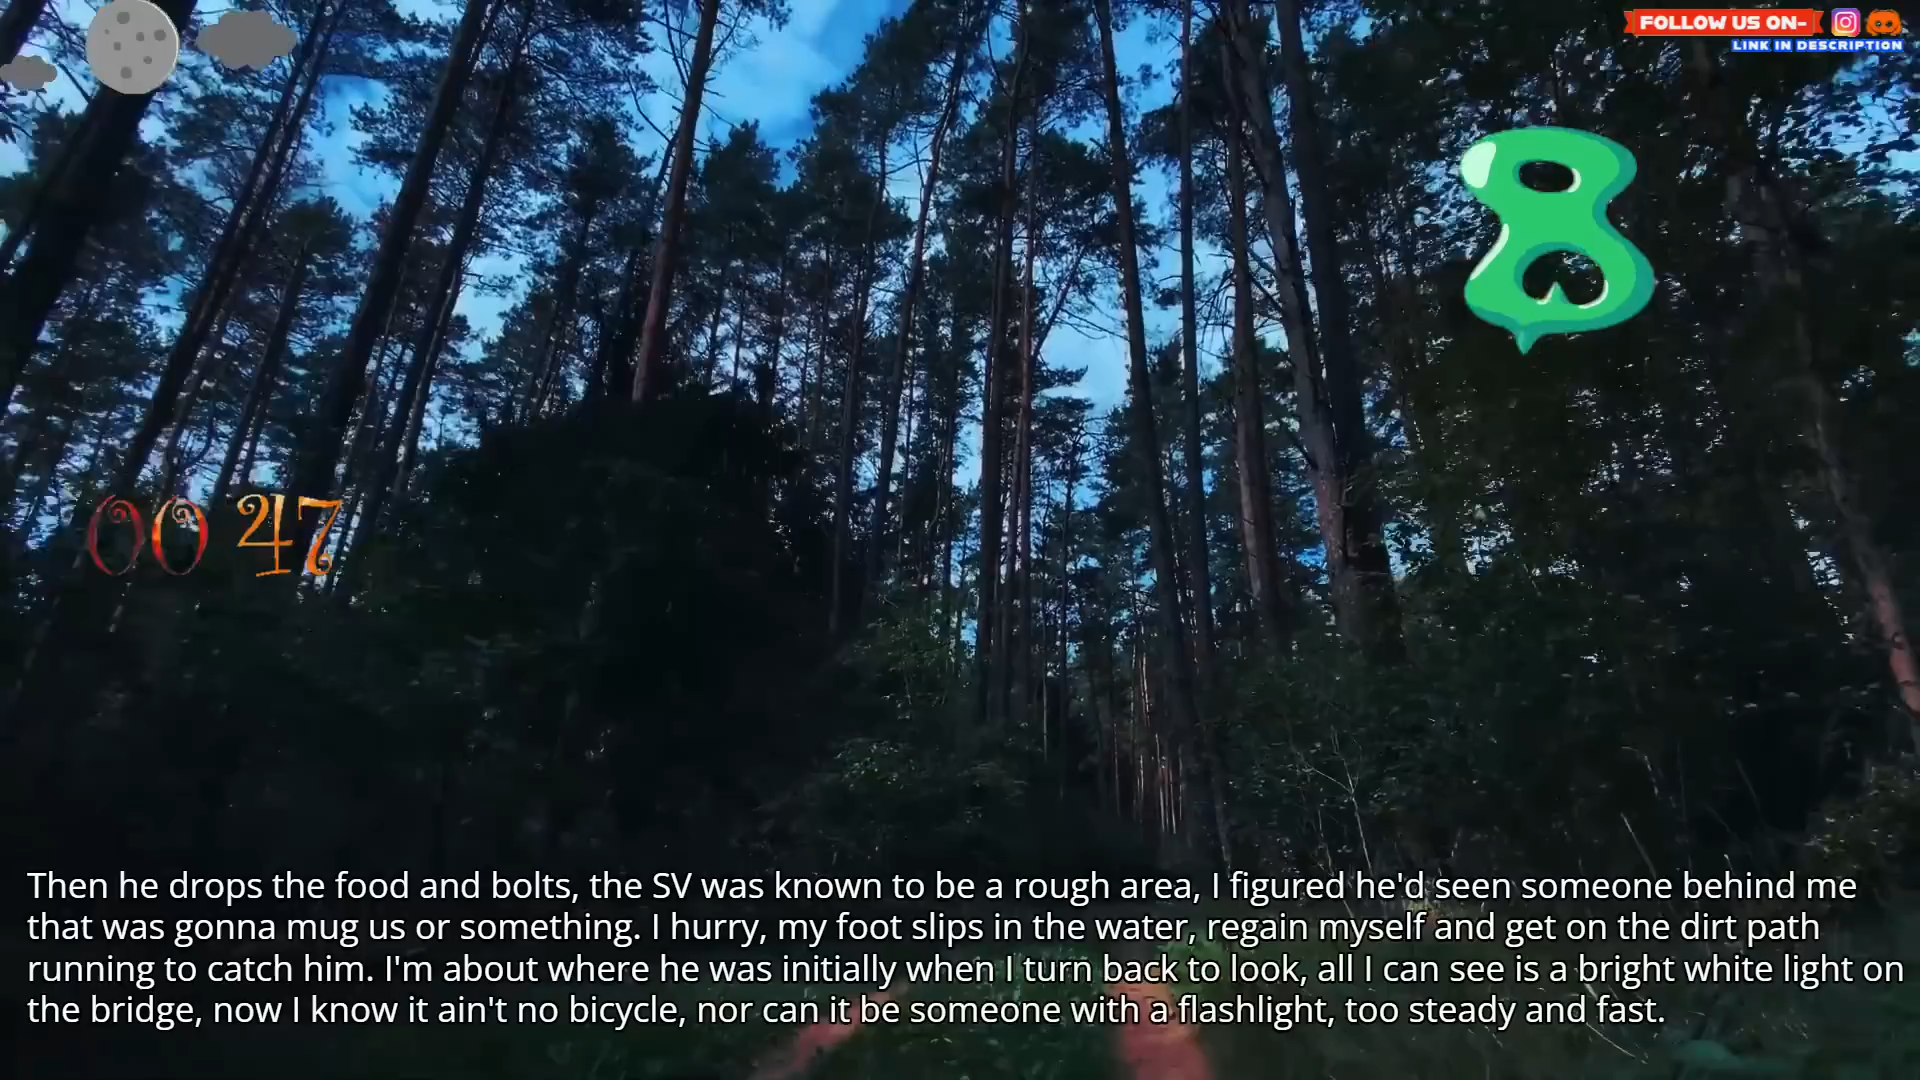 FOLLOW US ON-
LINK IN DESCRIPTION
8
00 47
Then he drops the food and bolts, the SV was known to be a rough area, I figured he'd seen someone behind me
that was gonna mug us or something. I hurry, my foot slips in the water, regain myself and get on the dirt path
running to catch him. I'm about where he was initially when I turn back to look, all I can see is a bright white light on
the bridge, now I know it ain't no bicycle, nor can it be someone with a flashlight, too steady and fast.